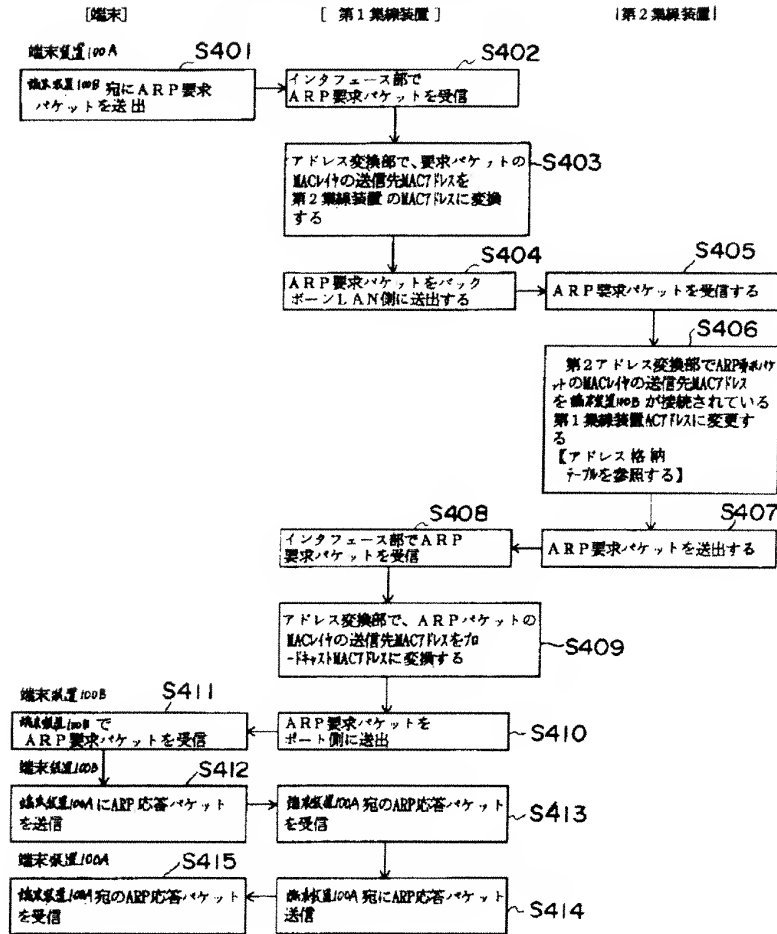 [端末]
[ 第1集線装置 ]
|第2集線装置|
端末装置100A
S401
端末装置100B 宛にARP要求
パケットを送出
S402
インタフェース部で
ARP要求パケットを受信
アドレス変換部で、要求パケットの
MACレイヤの送信先MACアドレスを
第2集線装置のMACアドレスに変換
する
S403
S404
ARP要求パケットをバック
ボーンLAN側に送出する
S405
ARP要求パケットを受信する
S406
第2アドレス変換部でARP要求パケ
ットのMACレイヤの送信先MACアドレス
を端末装置100Bが接続されている
第1集線装置ACアドレスに変更す
る
【アドレス格納
テーブルを参照する】
S407
ARP要求パケットを送出する
S408
インタフェース部でARP
要求パケットを受信
アドレス変換部で、ARPパケットの
MACレイヤの送信先MACアドレスをブロ
ードキャストMACアドレスに変換する
S409
端末装置100B
S411
端末装置100Bで
ARP要求パケットを受信
ARP要求パケットを
ポート側に送出
S410
端末装置100B
S412
端末装置100AにARP応答パケット
を送信
端末装置100A宛のARP応答パケット
を受信
S413
端末装置100A
S415
端末装置100A宛のARP応答パケット
を受信
端末装置100A宛にARP応答パケット
送信
S414